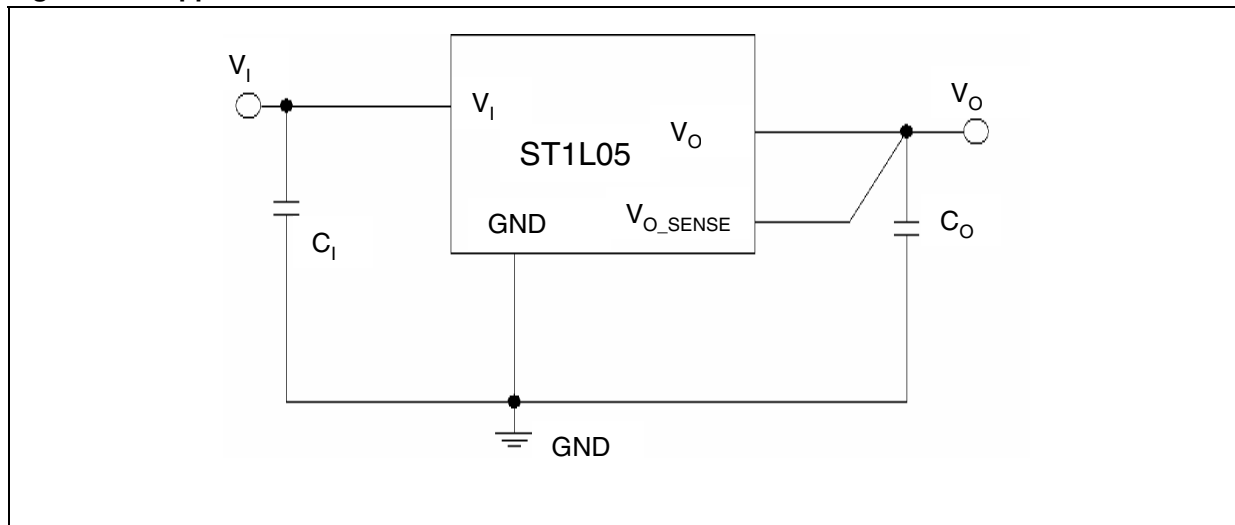 V_I
V_I
V_O
V_O
ST1L05
GND
V_O_SENSE
C_I
C_O
GND